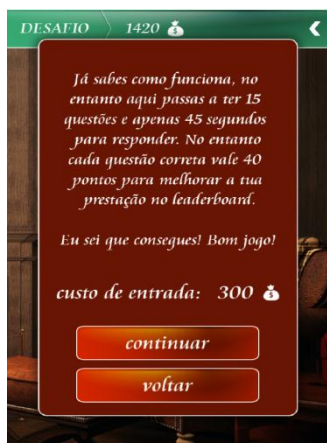 DESAFIO 1420
Já sabes como funciona, no
entanto aqui passas a ter 15
questões e apenas 45 segundos
para responder. No entanto
cada questão correta vale 40
pontos para melhorar a tua
prestação no leaderboard.
Eu sei que consegues! Bom jogo!
custo de entrada: 300
continuar
voltar